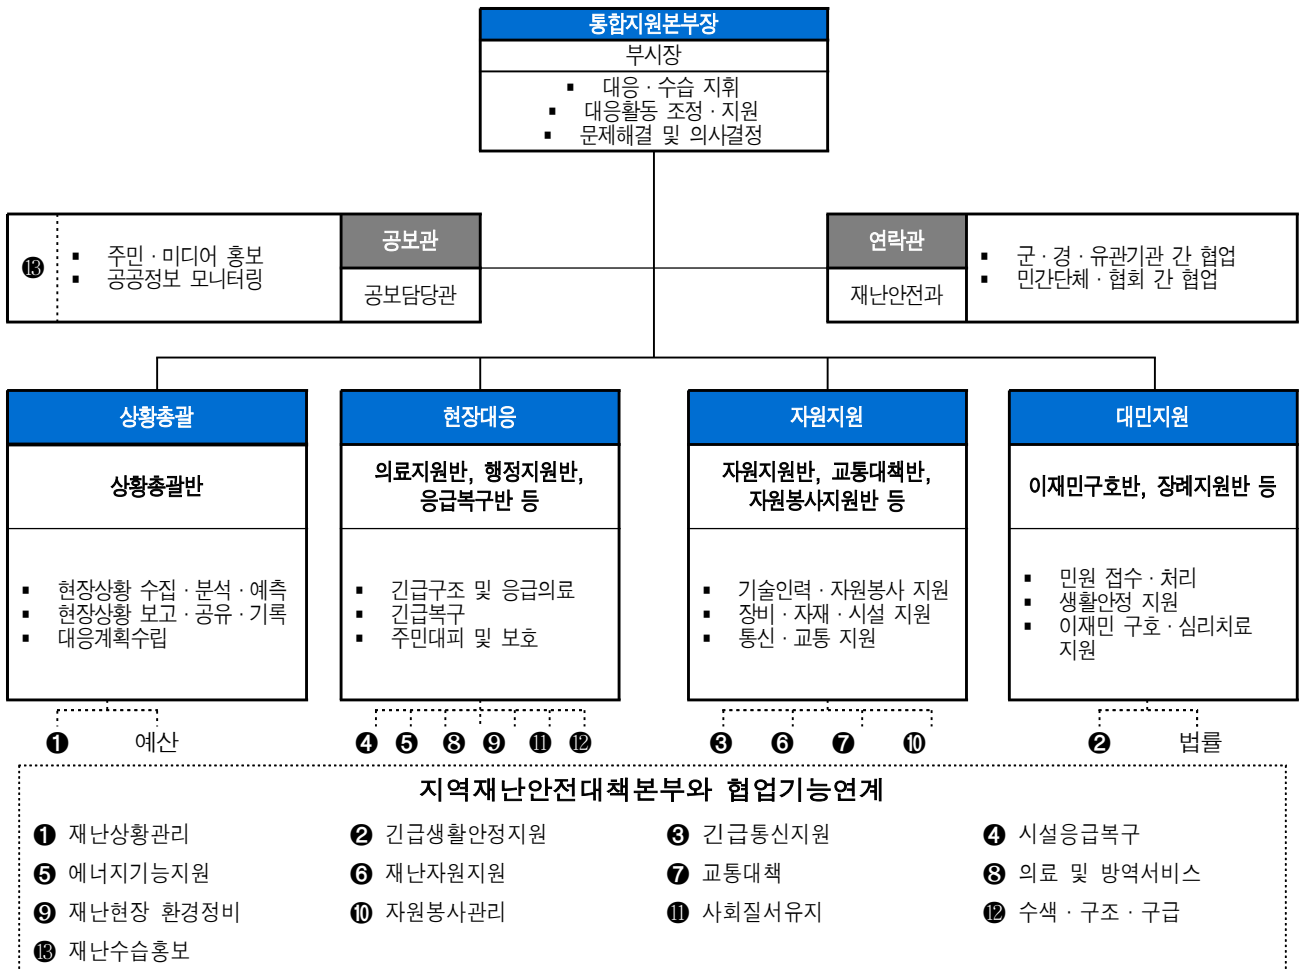 통합지원본부장
부시장
▪ 대응·수습 지휘
▪ 대응활동 조정·지원
▪ 문제해결 및 의사결정
⓭
▪ 주민·미디어 홍보
▪ 공공정보 모니터링
공보관
공보담당관
연락관
재난안전과
▪ 군·경·유관기관 간 협업
▪ 민간단체·협회 간 협업
상황총괄
상황총괄반
▪ 현장상황 수집·분석·예측
▪ 현장상황 보고·공유·기록
▪ 대응계획수립
❶ 예산
현장대응
의료지원반, 행정지원반,
응급복구반 등
▪ 긴급구조 및 응급의료
▪ 긴급복구
▪ 주민대피 및 보호
❹ ❺ ❽ ❾ ⓫ ⓬
자원지원
자원지원반, 교통대책반,
자원봉사지원반 등
▪ 기술인력·자원봉사 지원
▪ 장비·자재·시설 지원
▪ 통신·교통 지원
❸ ❻ ❼ ❿
대민지원
이재민구호반, 장례지원반 등
▪ 민원 접수·처리
▪ 생활안정 지원
▪ 이재민 구호·심리치료
지원
❷ 법률
지역재난안전대책본부와 협업기능연계
❶ 재난상황관리 ❷ 긴급생활안정지원 ❸ 긴급통신지원 ❹ 시설응급복구
❺ 에너지기능지원 ❻ 재난자원지원 ❼ 교통대책 ❽ 의료 및 방역서비스
❾ 재난현장 환경정비 ❿ 자원봉사관리 ⓫ 사회질서유지 ⓬ 수색·구조·구급
⓭ 재난수습홍보